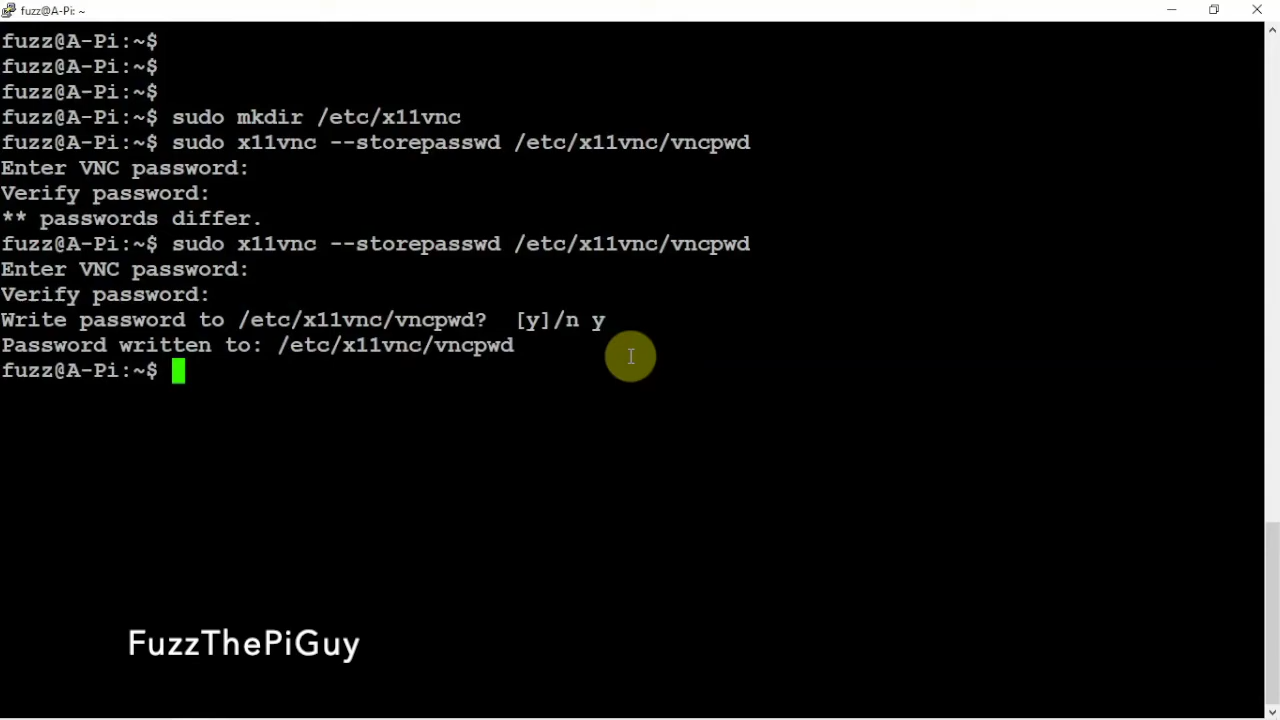 fuzz@A-Pi: ~
fuzz@A-Pi:~$
fuzz@A-Pi:~$
fuzz@A-Pi:~$
fuzz@A-Pi:~$ sudo mkdir /etc/x11vnc
fuzz@A-Pi:~$ sudo x11vnc --storepasswd /etc/x11vnc/vncpwd
Enter VNC password:
Verify password:
** passwords differ.
fuzz@A-Pi:~$ sudo x11vnc --storepasswd /etc/x11vnc/vncpwd
Enter VNC password:
Verify password:
Write password to /etc/x11vnc/vncpwd?  [y]/n y
Password written to: /etc/x11vnc/vncpwd
fuzz@A-Pi:~$
FuzzThePiGuy